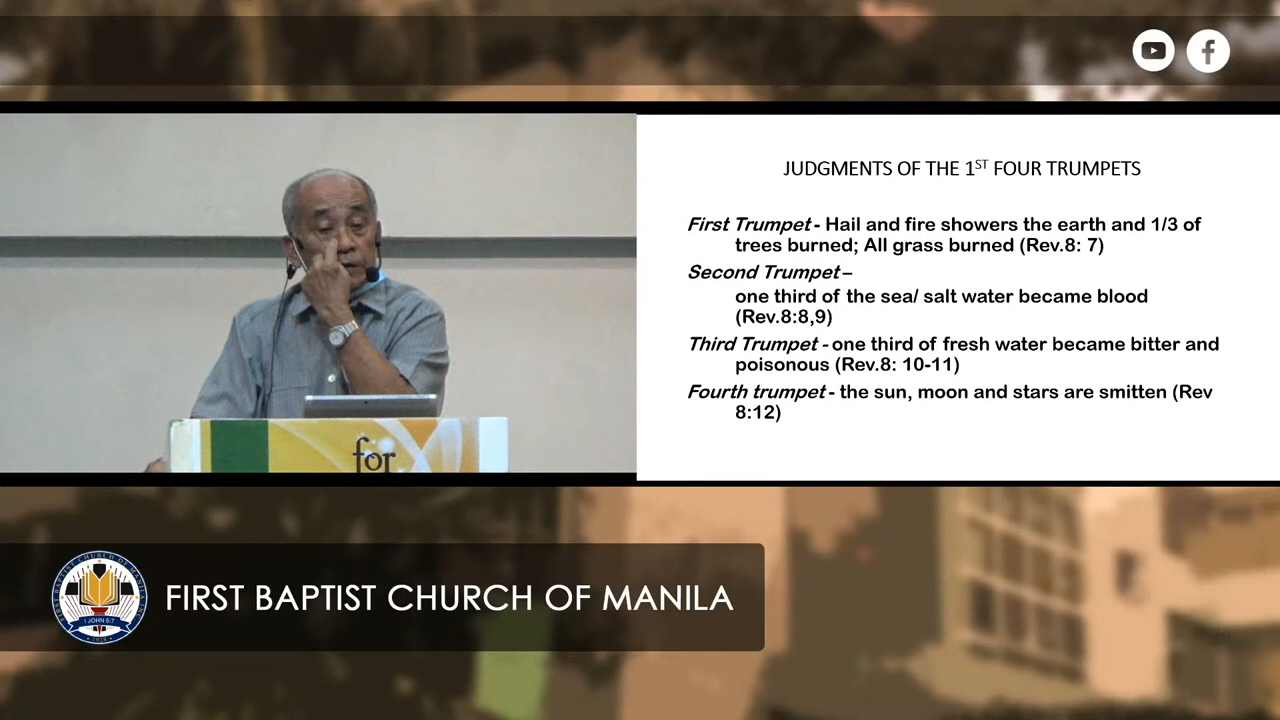 JUDGMENTS OF THE 1ST FOUR TRUMPETS
First Trumpet - Hail and fire showers the earth and 1/3 of
trees burned; All grass burned (Rev.8: 7)
Second Trumpet –
one third of the sea/ salt water became blood
(Rev.8:8,9)
Third Trumpet - one third of fresh water became bitter and
poisonous (Rev.8: 10-11)
Fourth trumpet - the sun, moon and stars are smitten (Rev
8:12)
for
FIRST BAPTIST CHURCH OF MANILA